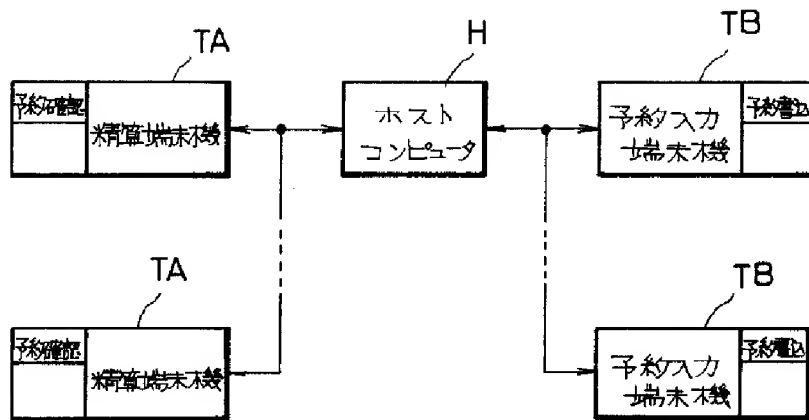 TA
H
TB
予約確認
精算端末機
ホスト
コンピュータ
予約入力
端末機
予約書込
TA
TB
予約確認
精算端末機
予約入力
端末機
予約書込